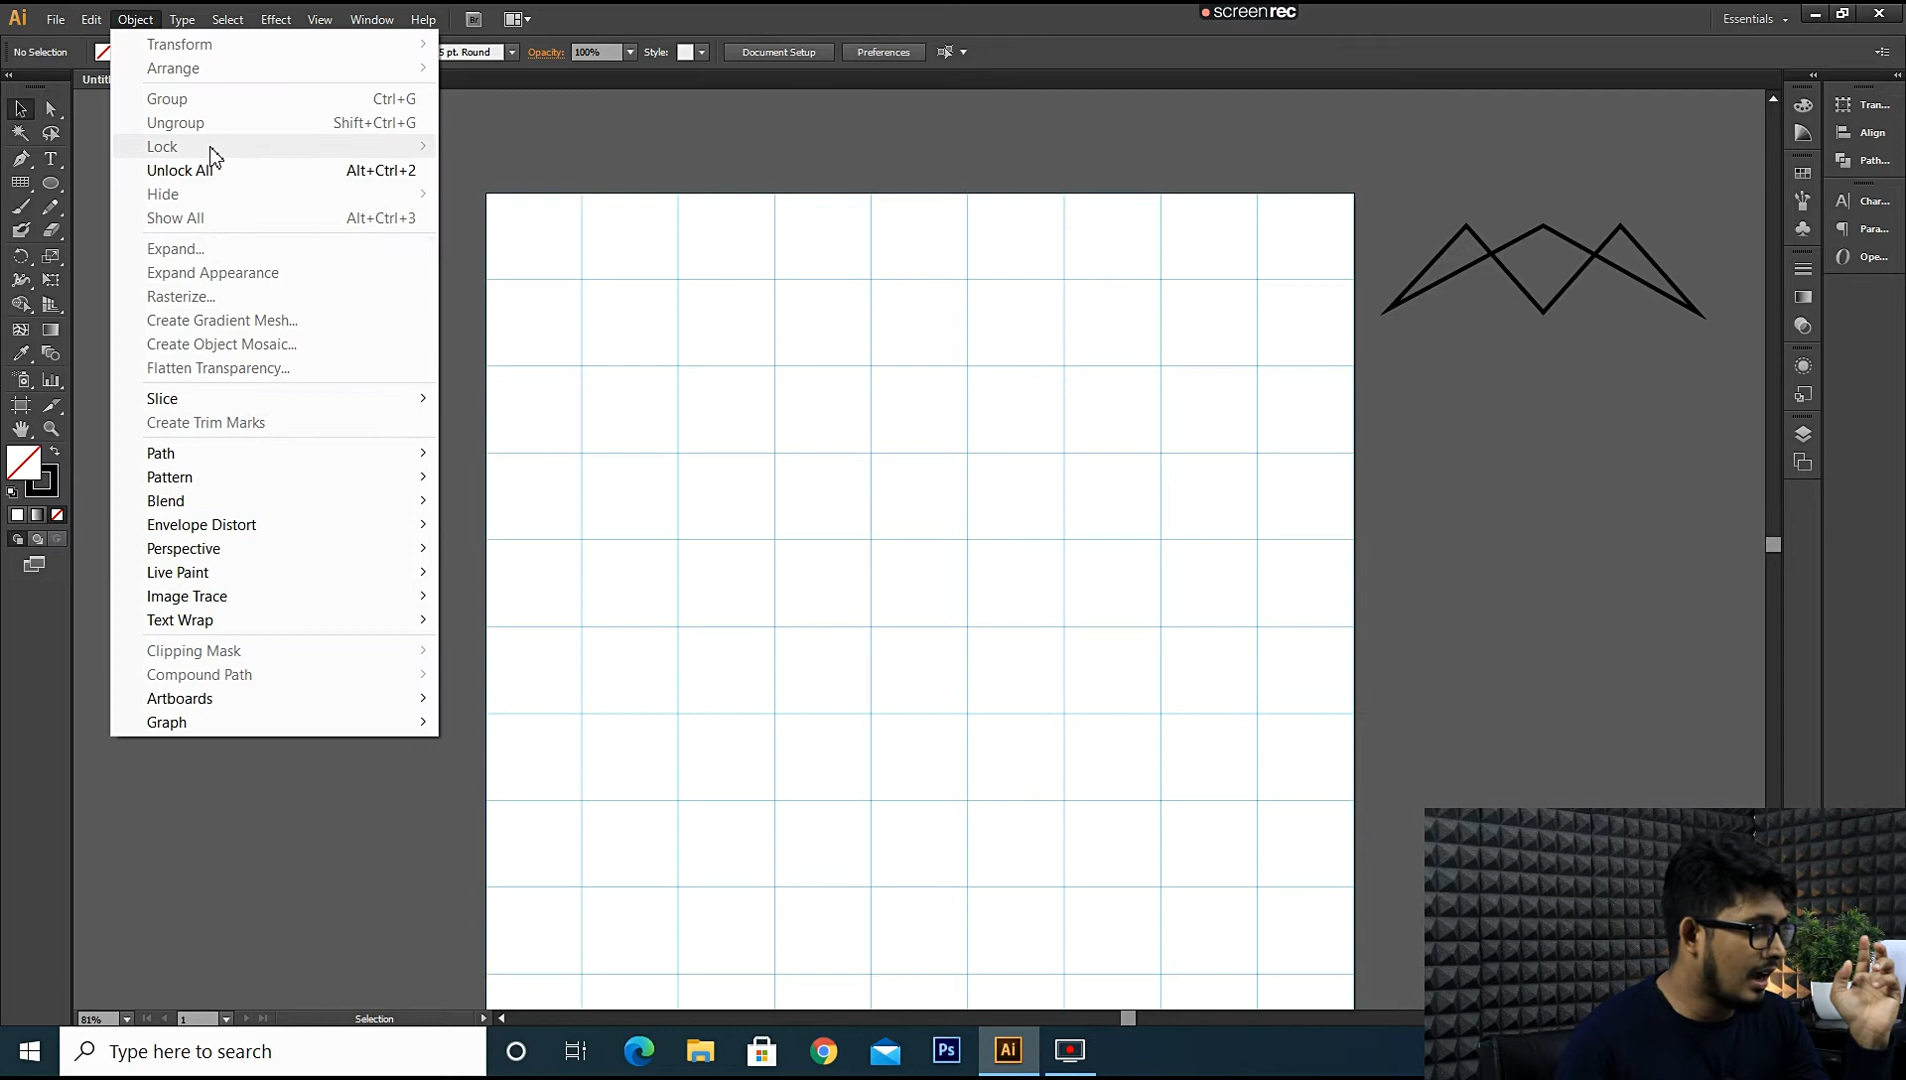 Ai File Edit Object Type Select Effect View Window Help Br
screenrec
Essentials
No Selection
5 pt. Round Opacity: 100% Style: Document Setup Preferences
Transform
Arrange
Group Ctrl+G
Ungroup Shift+Ctrl+G
Lock
Unlock All Alt+Ctrl+2
Hide
Show All Alt+Ctrl+3
Expand...
Expand Appearance
Rasterize...
Create Gradient Mesh...
Create Object Mosaic...
Flatten Transparency...
Slice
Create Trim Marks
Path
Pattern
Blend
Envelope Distort
Perspective
Live Paint
Image Trace
Text Wrap
Clipping Mask
Compound Path
Artboards
Graph
Tran...
Align
Path...
Char...
Para...
Ope...
81% 1 Selection
Type here to search
Ps Ai